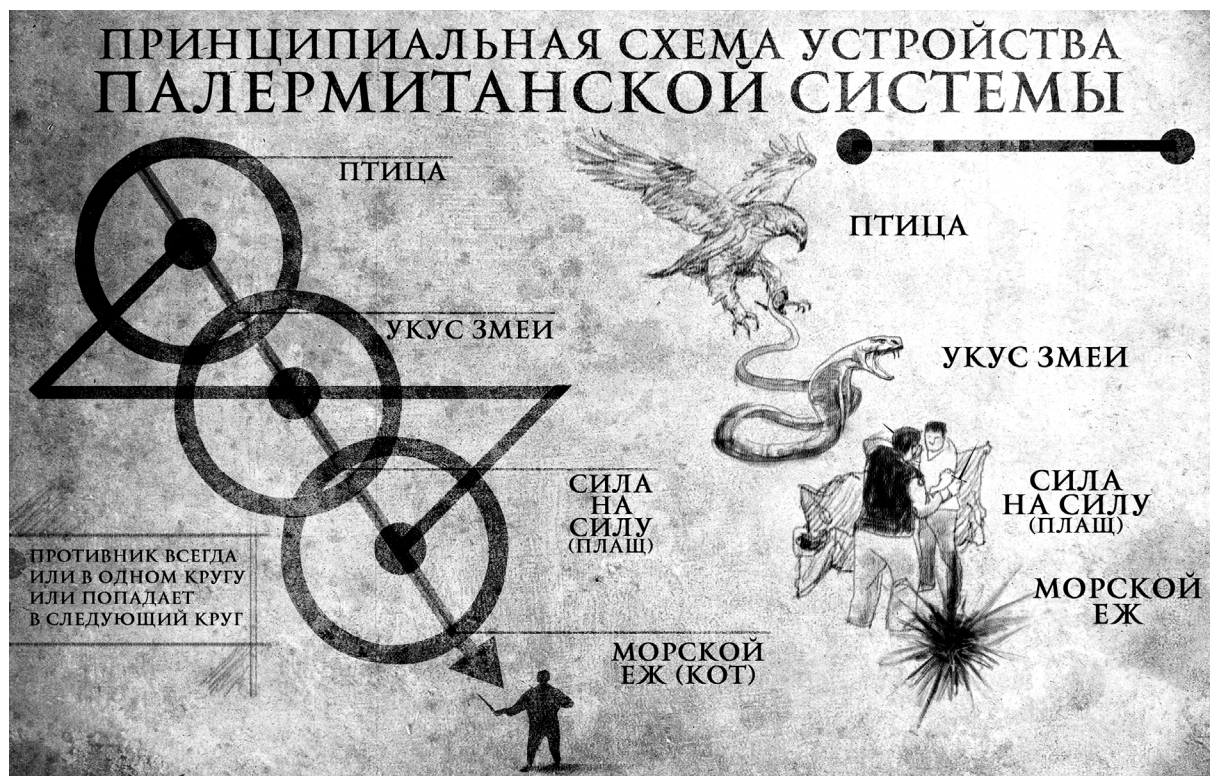 ПРИНЦИПИАЛЬНАЯ СХЕМА УСТРОЙСТВА
ПАЛЕРМИТАНСКОЙ СИСТЕМЫ
ПТИЦА
УКУС ЗМЕИ
СИЛА
НА
СИЛУ
(ПЛАЩ)
МОРСКОЙ
ЕЖ (КОТ)
ПРОТИВНИК ВСЕГДА
ИЛИ В ОДНОМ КРУГУ
ИЛИ ПОПАДАЕТ
В СЛЕДУЮЩИЙ КРУГ
ПТИЦА
УКУС ЗМЕИ
СИЛА
НА СИЛУ
(ПЛАЩ)
МОРСКОЙ
ЕЖ